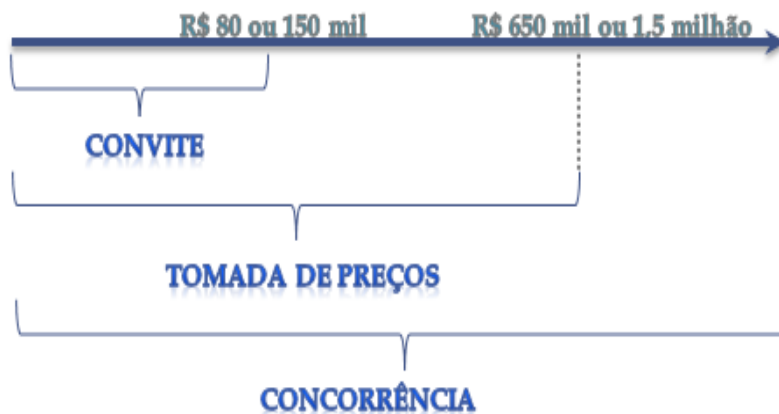 R$ 80 ou 150 mil
R$ 650 mil ou 1,5 milhão
CONVITE
TOMADA DE PREÇOS
CONCORRÊNCIA